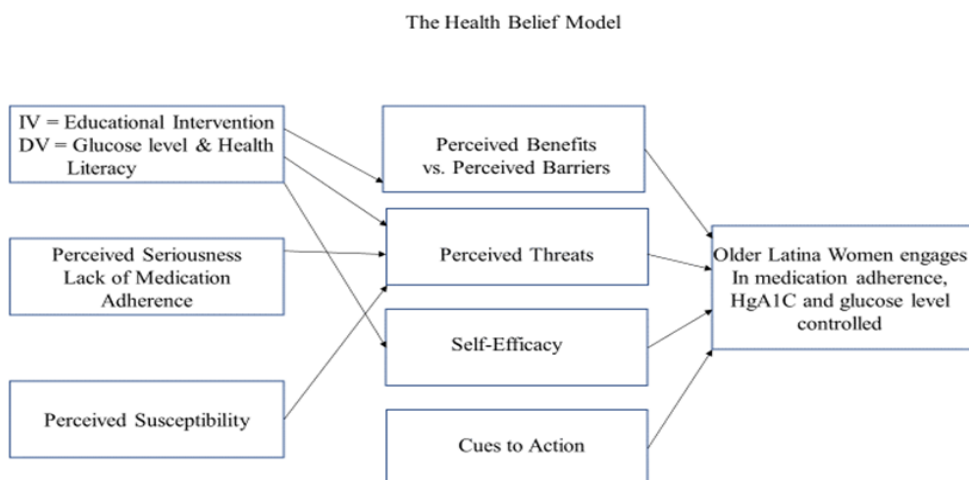 The Health Belief Model
IV = Educational Intervention
DV = Glucose level & Health
Literacy
Perceived Seriousness
Lack of Medication
Adherence
Perceived Susceptibility
Perceived Benefits
vs. Perceived Barriers
Perceived Threats
Self-Efficacy
Cues to Action
Older Latina Women engages
In medication adherence,
HgA1C and glucose level
controlled